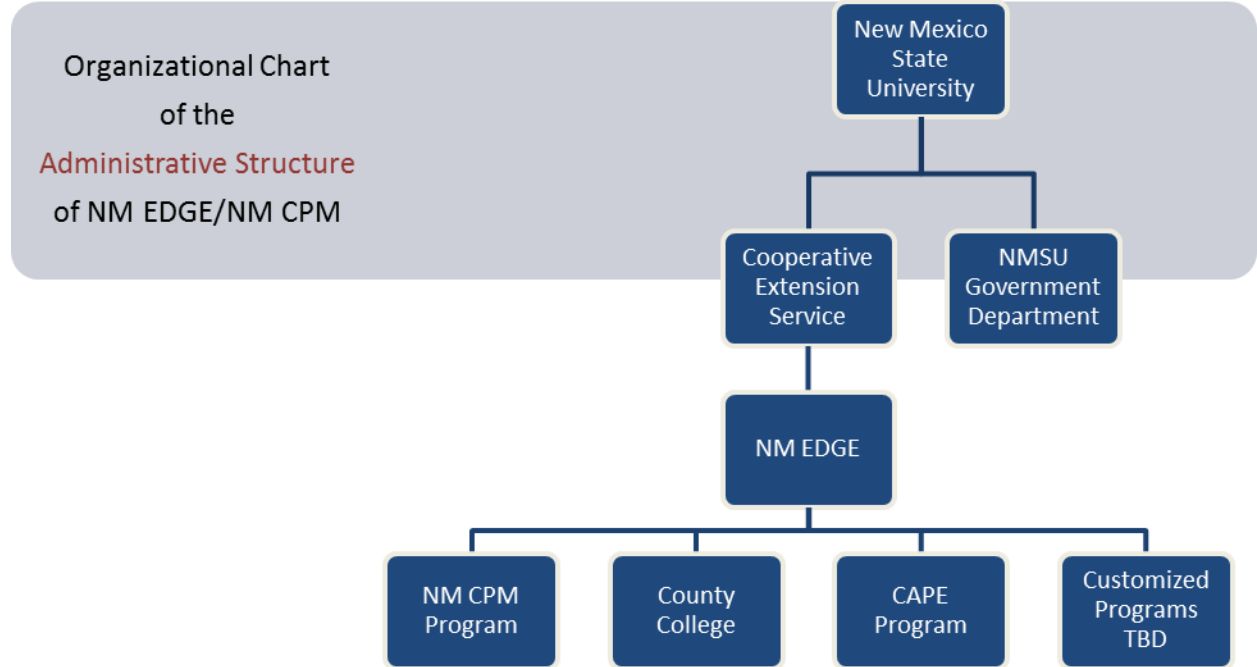 Organizational Chart
of the
Administrative Structure
of NM EDGE/NM CPM
New Mexico
State
University
Cooperative
Extension
Service
NMSU
Government
Department
NM EDGE
NM CPM
Program
County
College
CAPE
Program
Customized
Programs
TBD